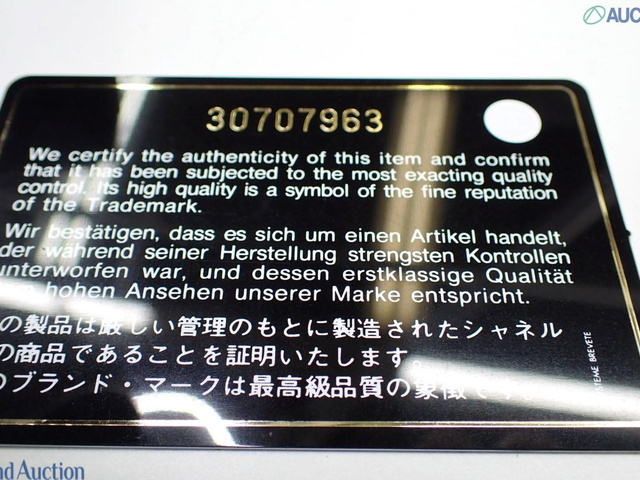 AUC
30707963
We certify the authenticity of this item and confirm
that it has been subjected to the most exacting quality
control. Its high quality is a symbol of the fine reputation
of the Trademark.
Wir bestätigen, dass es sich um einen Artikel handelt,
der während seiner Herstellung strengsten Kontrollen
unterworfen war, und dessen erstklassige Qualität
hohen Ansehen unserer Marke entspricht.
の製品は厳しい管理のもとに製造されたシャネル
の商品であることを証明いたします。
のブランド・マークは最高級品質の象徴です。
TEME BREVETE
nd Auction